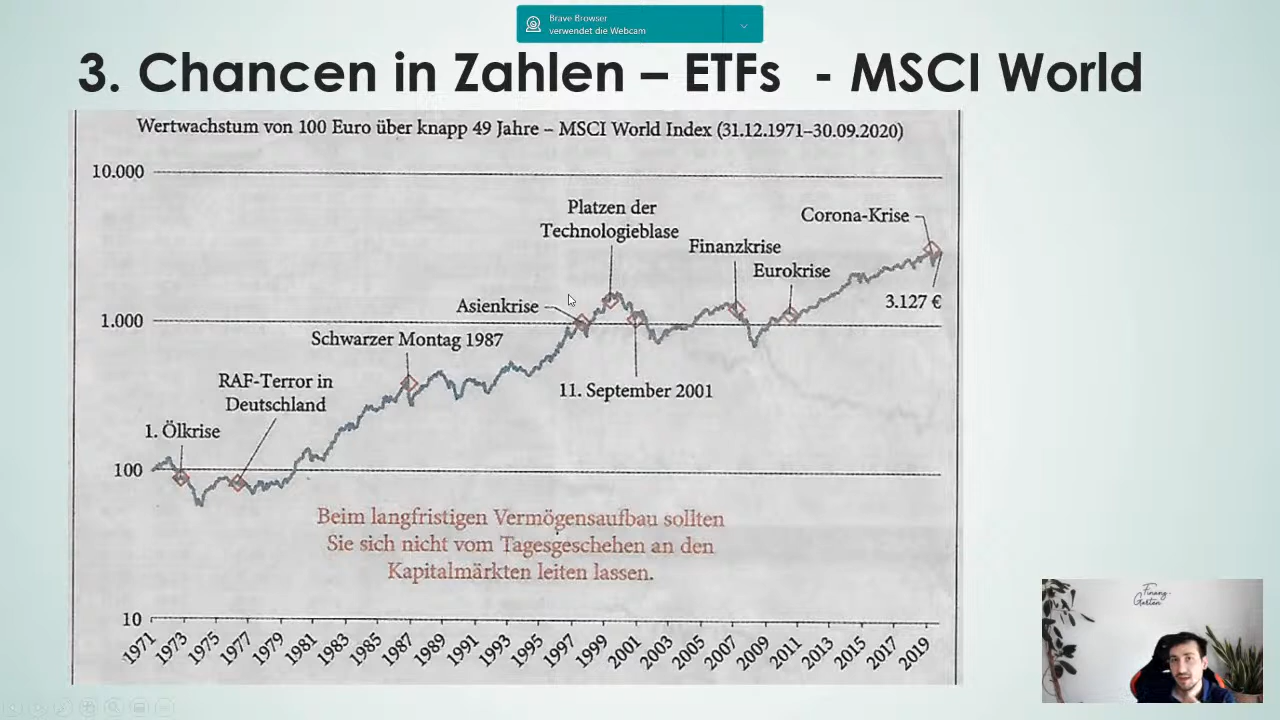 Brave Browser
verwendet die Webcam
3. Chancen in Zahlen – ETFs - MSCI World
Wertwachstum von 100 Euro über knapp 49 Jahre – MSCI World Index (31.12.1971–30.09.2020)
10.000
Platzen der
Technologieblase
Corona-Krise
Finanzkrise
Eurokrise
Asienkrise
3.127 €
1.000
Schwarzer Montag 1987
RAF-Terror in
Deutschland
11. September 2001
1. Ölkrise
100
Beim langfristigen Vermögensaufbau sollten
Sie sich nicht vom Tagesgeschehen an den
Kapitalmärkten leiten lassen.
10
1971 1973 1975 1977 1979 1981 1983 1985 1987 1989 1991 1993 1995 1997 1999 2001 2003 2005 2007 2009 2011 2013 2015 2017 2019
Finanz-
Garten